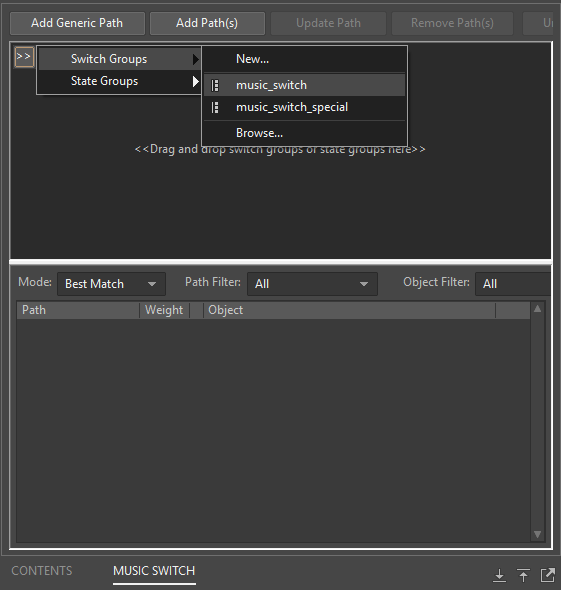 Add Generic Path Add Path(s) Update Path Remove Path(s) Un
>> Switch Groups New...
State Groups music_switch
music_switch_special
Browse...
<<Drag and drop switch groups or state groups here>>
Mode: Best Match Path Filter: All Object Filter: All
Path Weight Object
CONTENTS MUSIC SWITCH